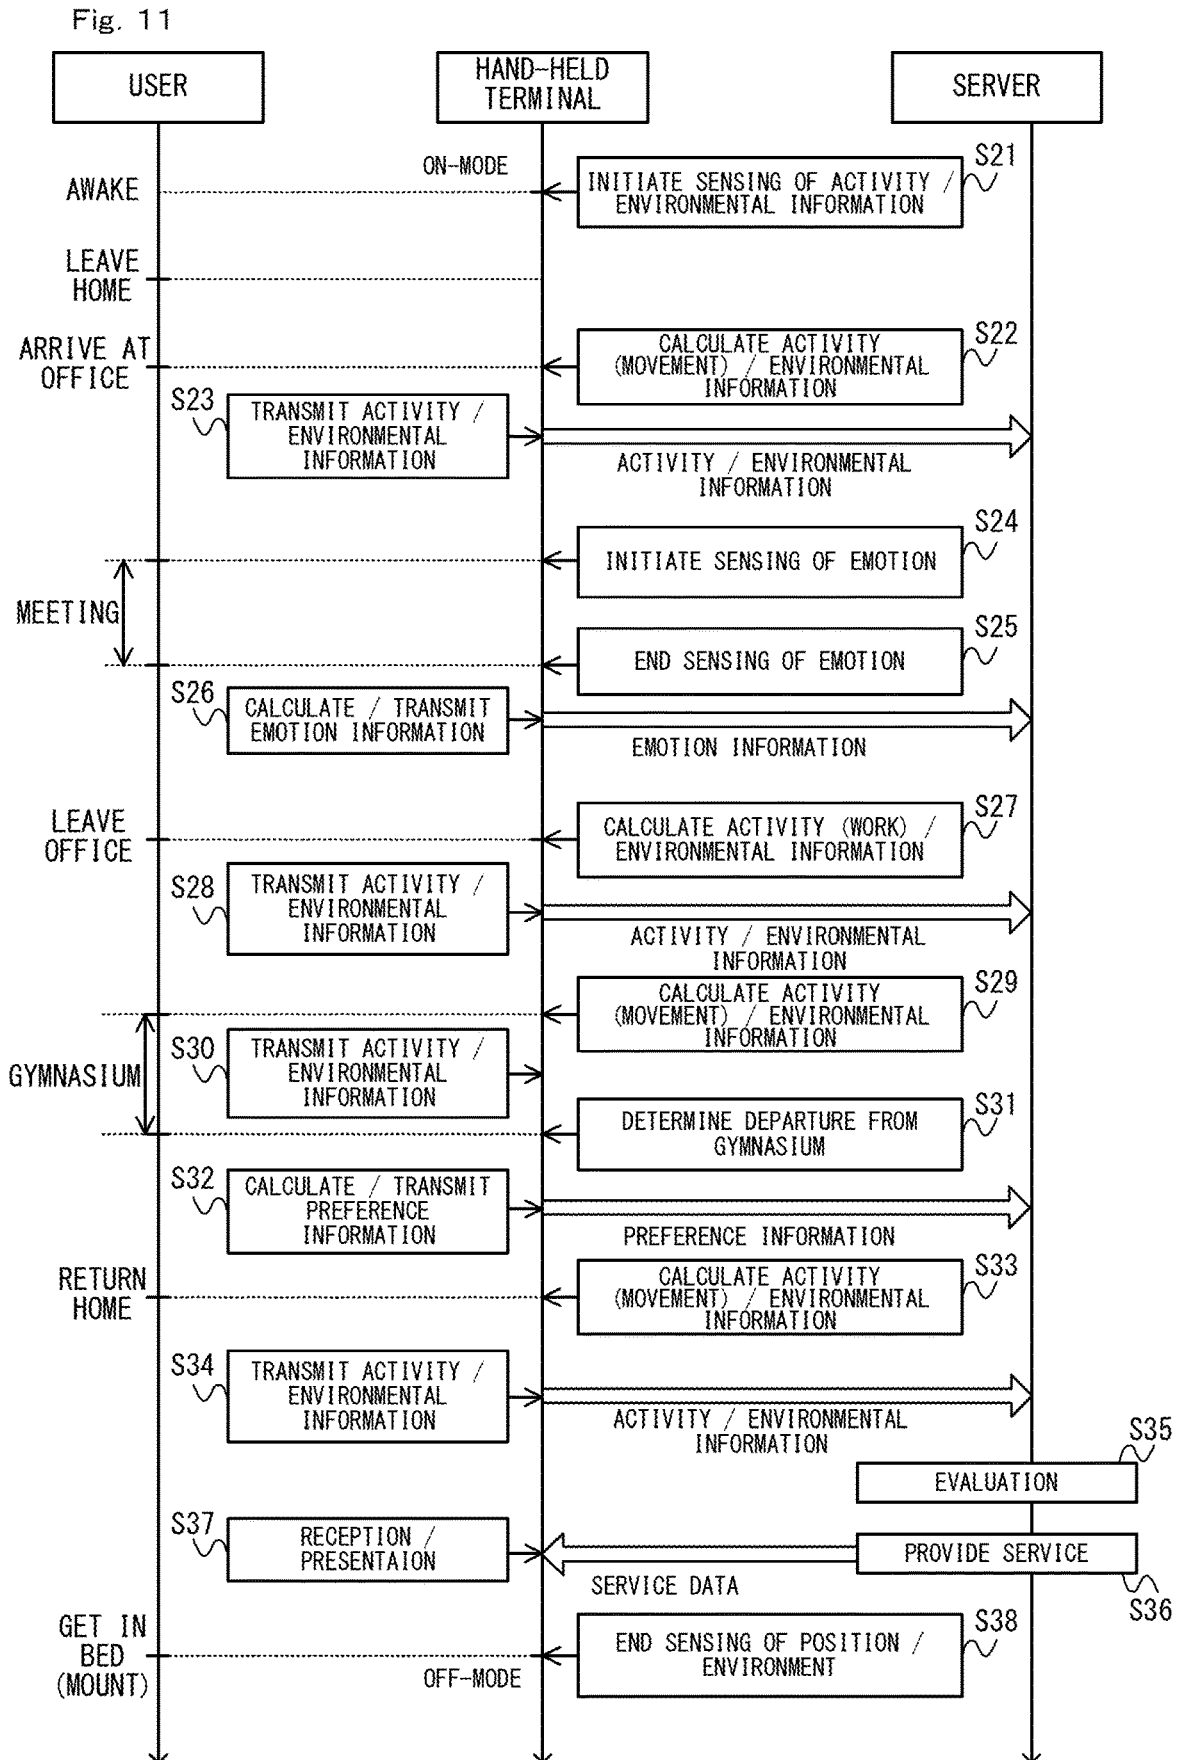 Fig. 11
USER
HAND-HELD
TERMINAL
SERVER
ON-MODE
S21
AWAKE
INITIATE SENSING OF ACTIVITY /
ENVIRONMENTAL INFORMATION
LEAVE
HOME
S22
ARRIVE AT
OFFICE
CALCULATE ACTIVITY
(MOVEMENT) / ENVIRONMENTAL
INFORMATION
S23
TRANSMIT ACTIVITY /
ENVIRONMENTAL
INFORMATION
ACTIVITY / ENVIRONMENTAL
INFORMATION
S24
INITIATE SENSING OF EMOTION
MEETING
S25
END SENSING OF EMOTION
S26
CALCULATE / TRANSMIT
EMOTION INFORMATION
EMOTION INFORMATION
S27
LEAVE
OFFICE
CALCULATE ACTIVITY (WORK) /
ENVIRONMENTAL INFORMATION
S28
TRANSMIT ACTIVITY /
ENVIRONMENTAL
INFORMATION
ACTIVITY / ENVIRONMENTAL
INFORMATION
S29
CALCULATE ACTIVITY
(MOVEMENT) / ENVIRONMENTAL
INFORMATION
S30
TRANSMIT ACTIVITY /
ENVIRONMENTAL
INFORMATION
GYMNASIUM
S31
DETERMINE DEPARTURE FROM
GYMNASIUM
S32
CALCULATE / TRANSMIT
PREFERENCE
INFORMATION
PREFERENCE INFORMATION
S33
RETURN
HOME
CALCULATE ACTIVITY
(MOVEMENT) / ENVIRONMENTAL
INFORMATION
S34
TRANSMIT ACTIVITY /
ENVIRONMENTAL
INFORMATION
ACTIVITY / ENVIRONMENTAL
INFORMATION
S35
EVALUATION
S37
RECEPTION /
PRESENTAION
PROVIDE SERVICE
SERVICE DATA
S36
S38
GET IN
BED
(MOUNT)
END SENSING OF POSITION /
ENVIRONMENT
OFF-MODE